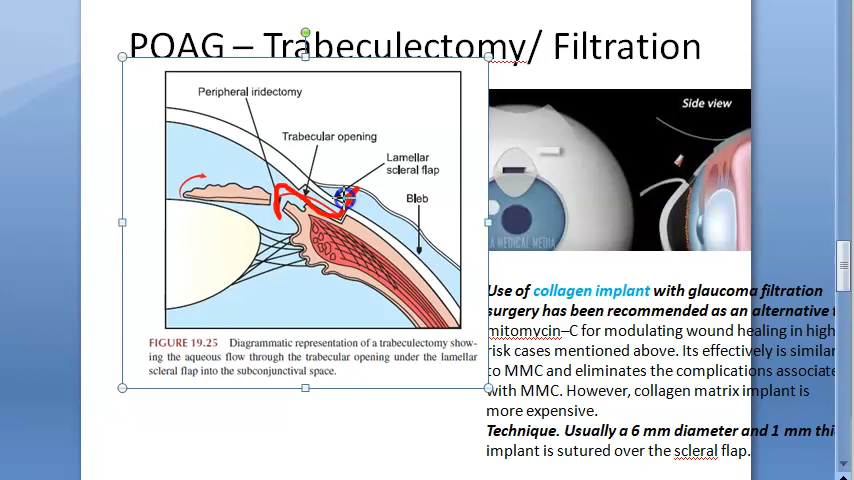 POAG – Trabeculectomy/ Filtration
Peripheral iridectomy
Trabecular opening
Lamellar
scleral flap
Bleb
FIGURE 19.25 Diagrammatic representation of a trabeculectomy show-
ing the aqueous flow through the trabecular opening under the lamellar
scleral flap into the subconjunctival space.
Side view
A MEDICAL MEDIA
Use of collagen implant with glaucoma filtration
surgery has been recommended as an alternative
mitomycin–C for modulating wound healing in high
risk cases mentioned above. Its effectively is similar
to MMC and eliminates the complications associate
with MMC. However, collagen matrix implant is
more expensive.
Technique. Usually a 6 mm diameter and 1 mm thi
implant is sutured over the scleral flap.